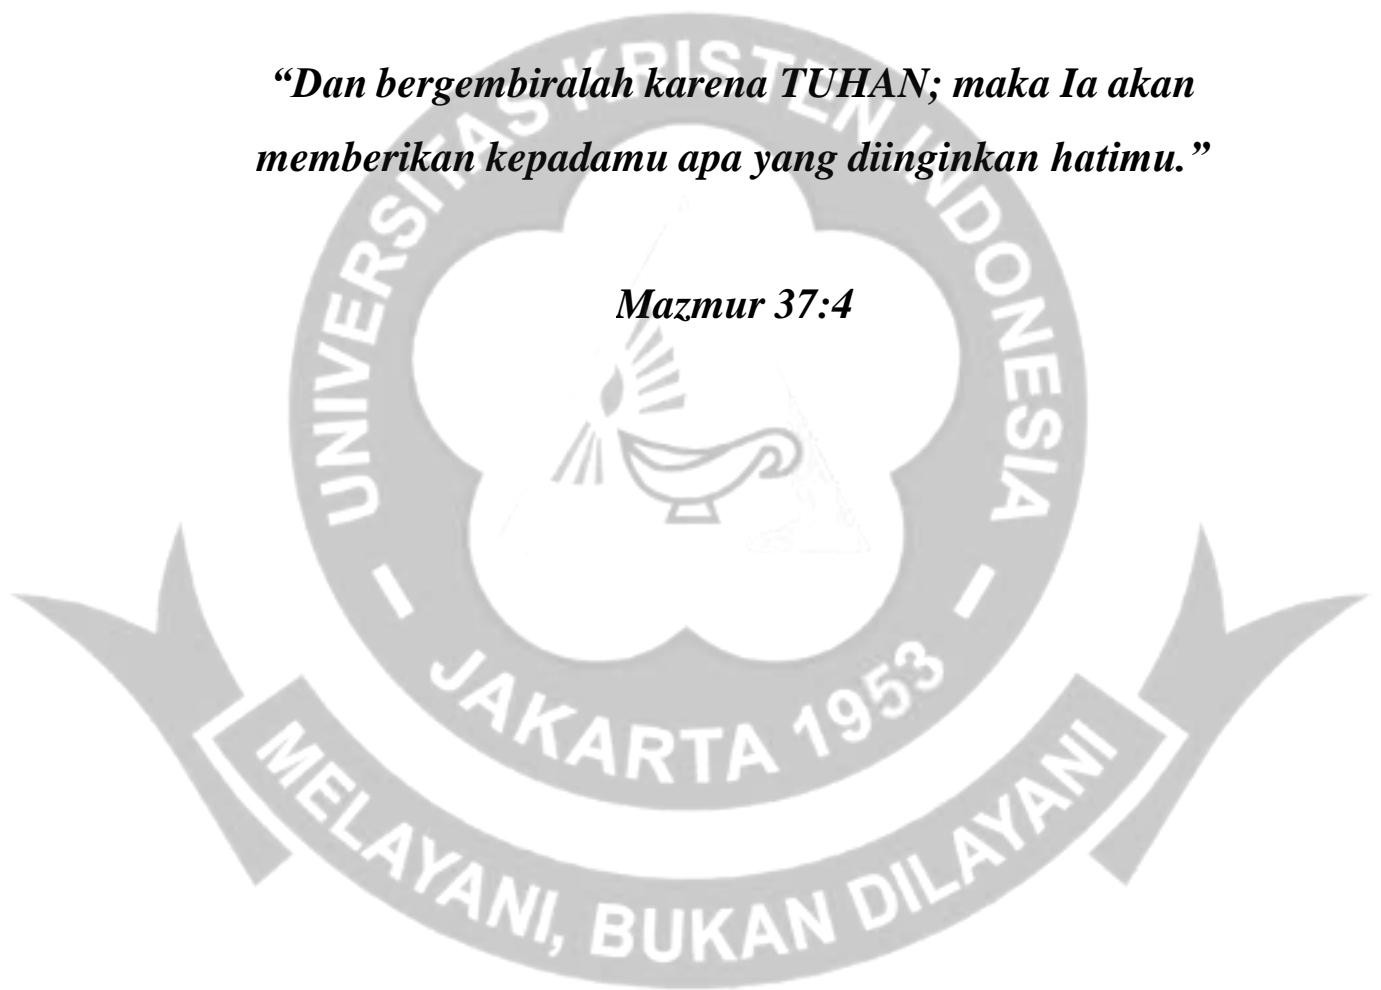 “Dan bergembiralah karena TUHAN; maka Ia akan
memberikan kepadamu apa yang diinginkan hatimu.”
Mazmur 37:4
UNIVERSITAS KRISTEN INDONESIA
JAKARTA 1953
MELAYANI, BUKAN DILAYANI